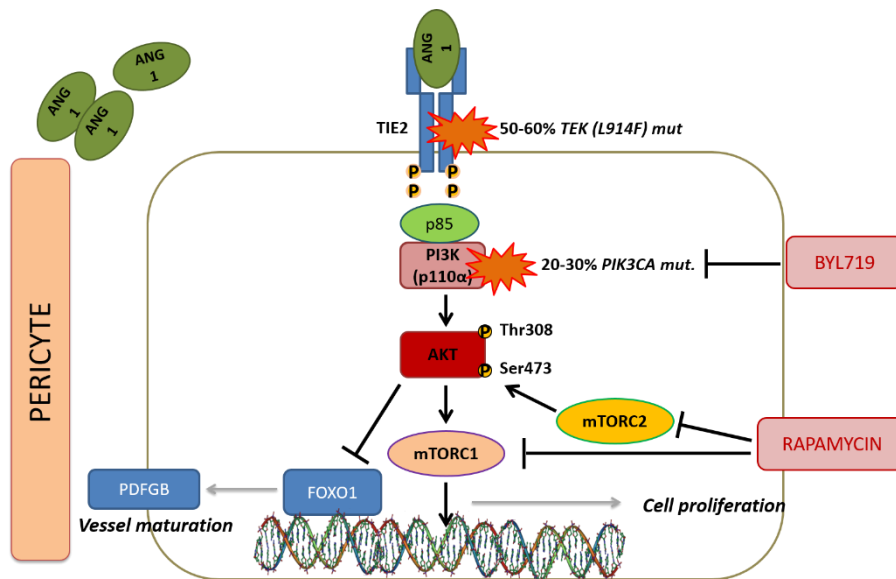 ANG
1
ANG
1
ANG
1
ANG
1
TIE2
50-60% TEK (L914F) mut
P
P
P
P
p85
PI3K
(p110α)
20-30% PIK3CA mut.
BYL719
PERICYTE
AKT
P
Thr308
P
Ser473
mTORC2
mTORC1
RAPAMYCIN
PDFGB
FOXO1
Vessel maturation
Cell proliferation